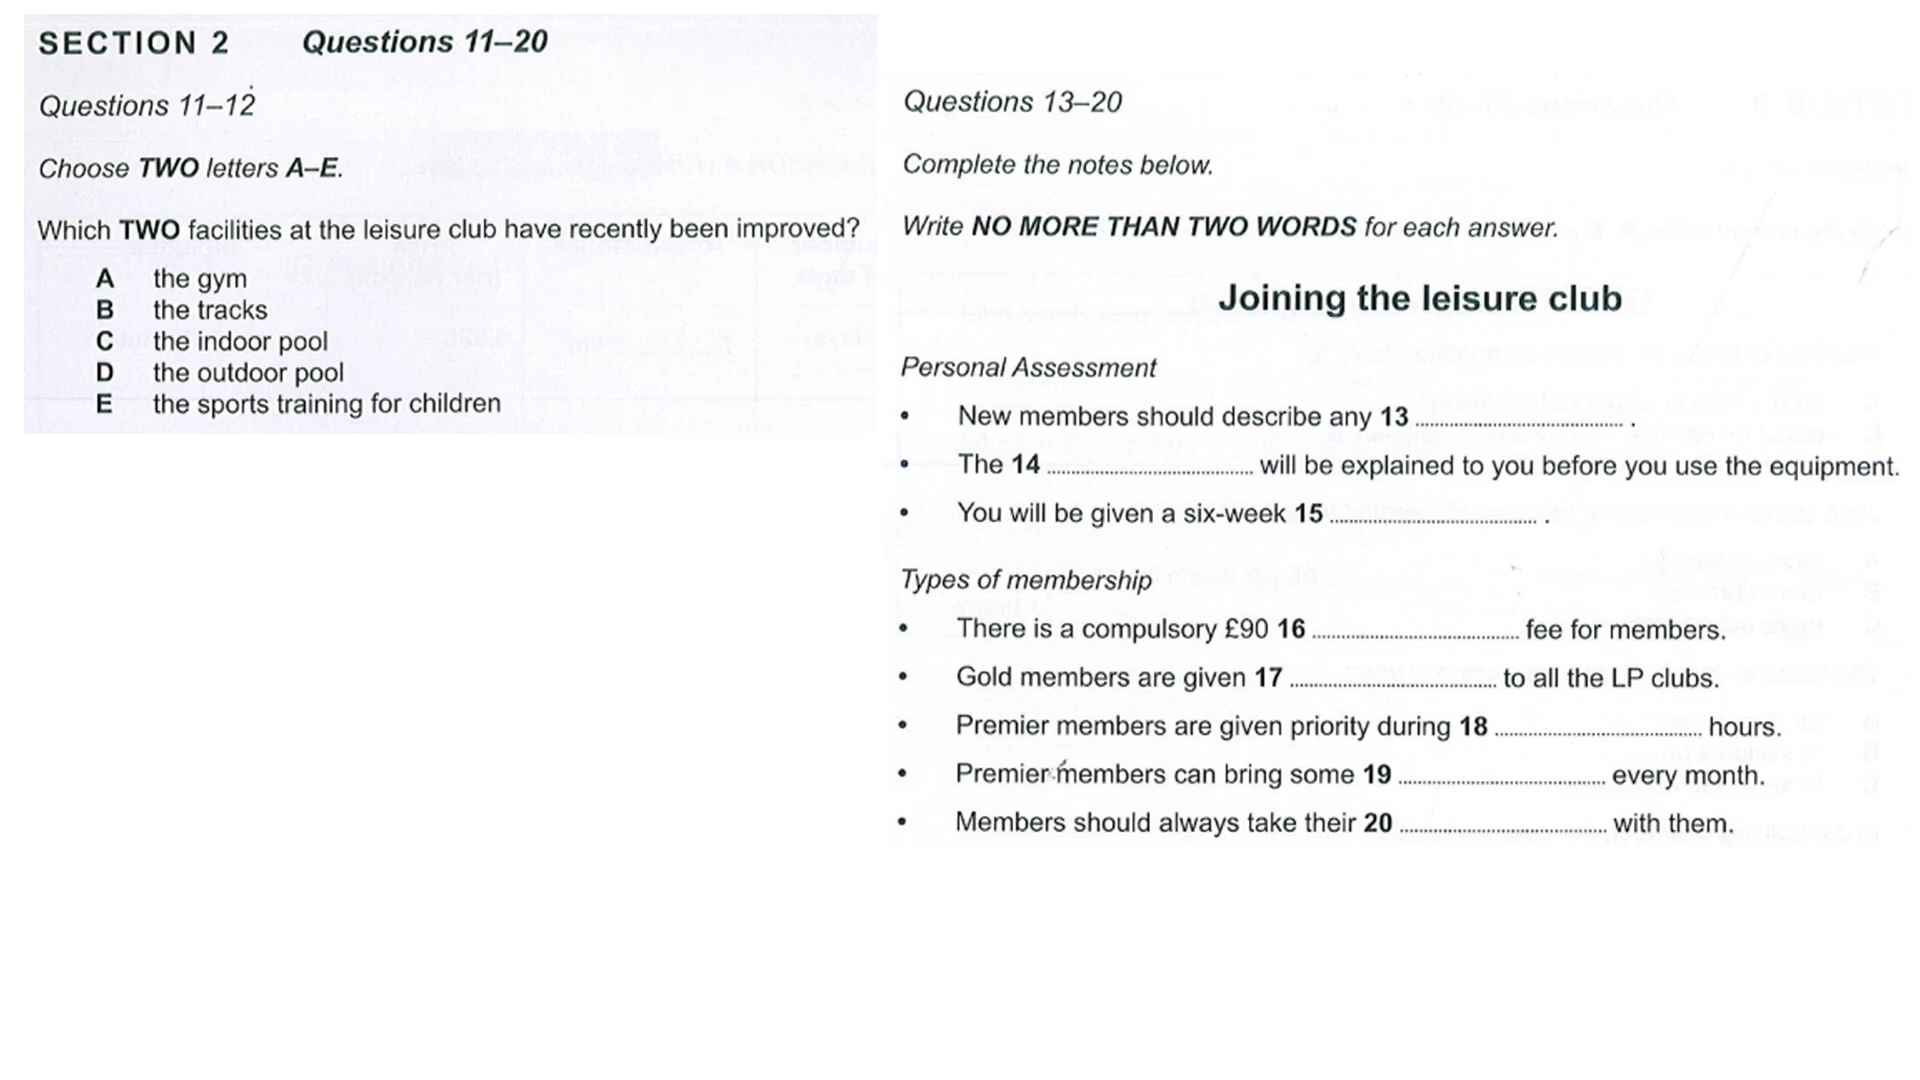 SECTION 2 Questions 11–20
Questions 11–12
Choose TWO letters A–E.
Which TWO facilities at the leisure club have recently been improved?
A the gym
B the tracks
C the indoor pool
D the outdoor pool
E the sports training for children
Questions 13–20
Complete the notes below.
Write NO MORE THAN TWO WORDS for each answer.
Joining the leisure club
Personal Assessment
• New members should describe any 13 .................... .
• The 14 .................... will be explained to you before you use the equipment.
• You will be given a six-week 15 .................... .
Types of membership
• There is a compulsory £90 16 .................... fee for members.
• Gold members are given 17 .................... to all the LP clubs.
• Premier members are given priority during 18 .................... hours.
• Premier members can bring some 19 .................... every month.
• Members should always take their 20 .................... with them.